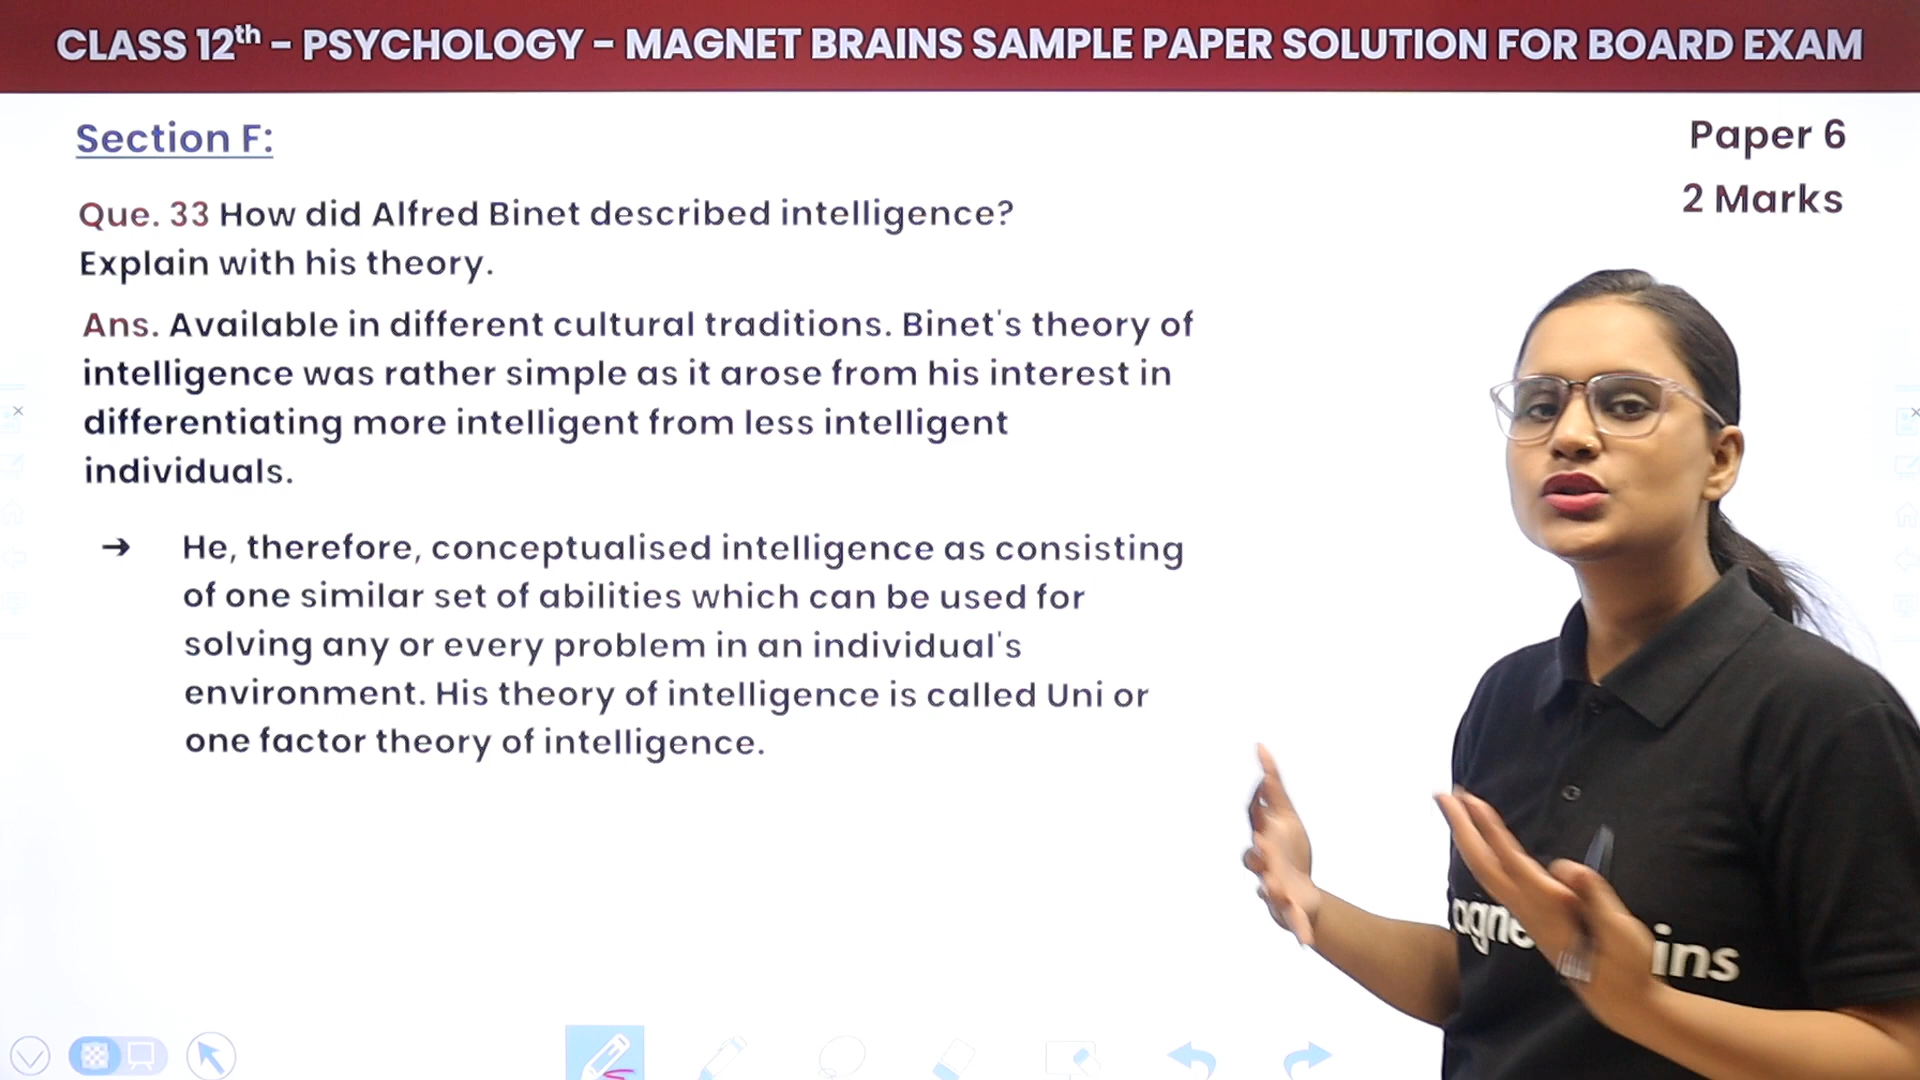 CLASS 12th – PSYCHOLOGY – MAGNET BRAINS SAMPLE PAPER SOLUTION FOR BOARD EXAM
Section F:
Paper 6
2 Marks
Que. 33 How did Alfred Binet described intelligence?
Explain with his theory.
Ans. Available in different cultural traditions. Binet's theory of
intelligence was rather simple as it arose from his interest in
differentiating more intelligent from less intelligent
individuals.
→ He, therefore, conceptualised intelligence as consisting
of one similar set of abilities which can be used for
solving any or every problem in an individual's
environment. His theory of intelligence is called Uni or
one factor theory of intelligence.